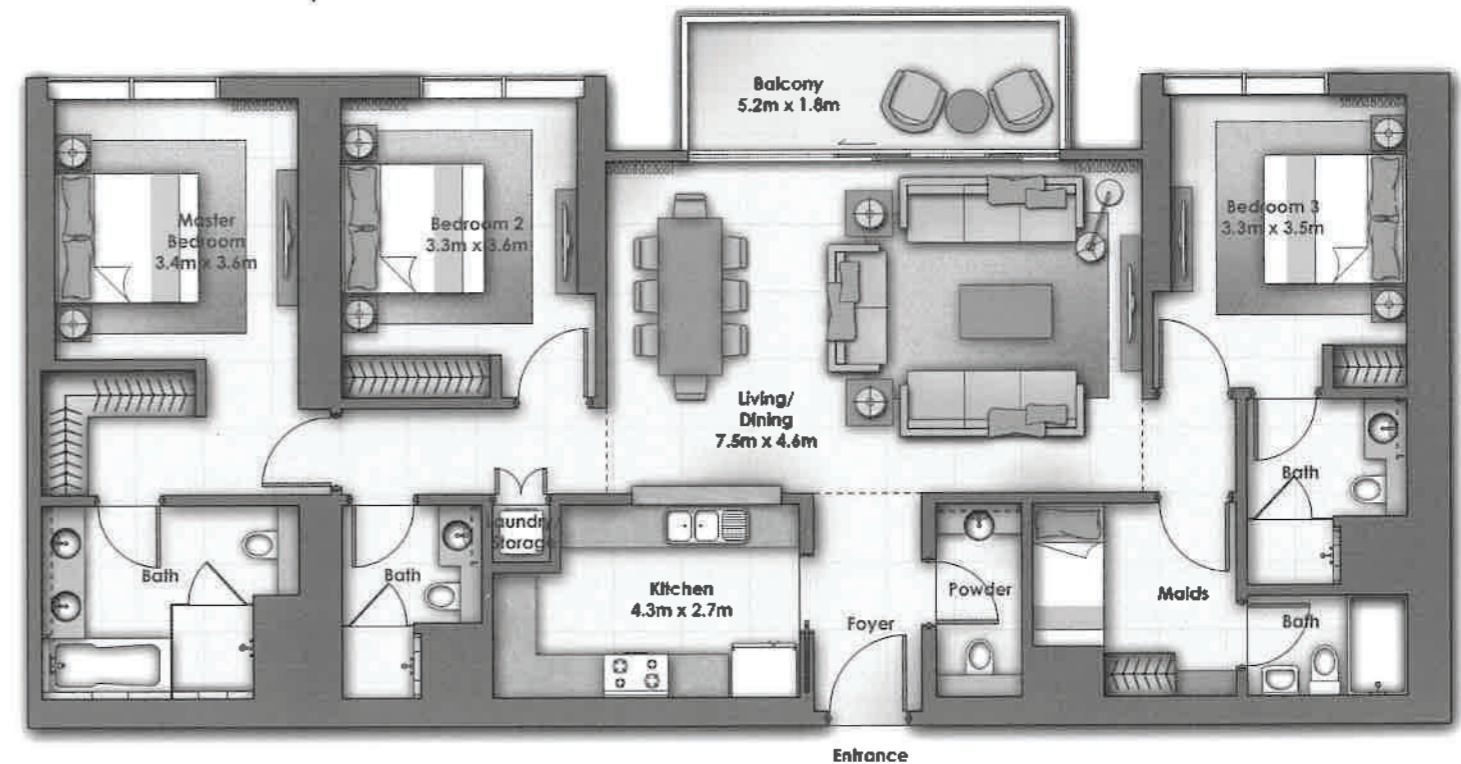 Balcony
5.2m x 1.8m
Master
Bedroom
3.4m x 3.6m
Bedroom 2
3.3m x 3.6m
Bedroom 3
3.3m x 3.5m
Living/
Dining
7.5m x 4.6m
Bath
Laundry/
Storage
Bath
Bath
Kitchen
4.3m x 2.7m
Powder
Maids
Foyer
Bath
Entrance